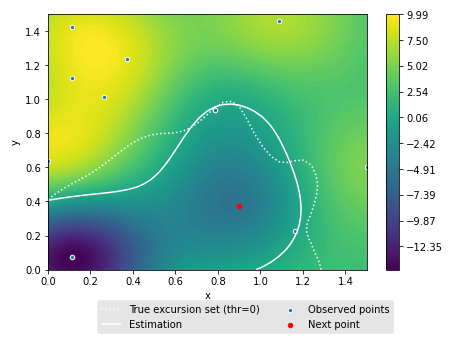 1.4
1.2
1.0
0.8
0.6
0.4
0.2
0.0
y
0.0 0.2 0.4 0.6 0.8 1.0 1.2 1.4
x
9.99
7.50
5.02
2.54
0.06
−2.42
−4.91
−7.39
−9.87
−12.35
True excursion set (thr=0)
Estimation
Observed points
Next point